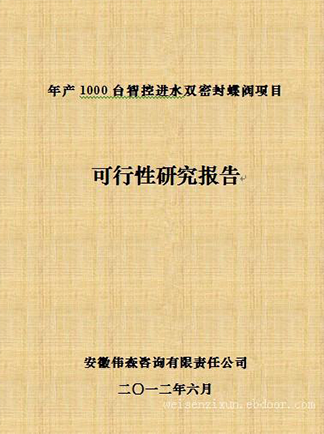 年产 1000 台智控进水双密封蝶阀项目
可行性研究报告
安徽伟森咨询有限责任公司
二〇一二年六月
weisenzixun.ebdoor.com